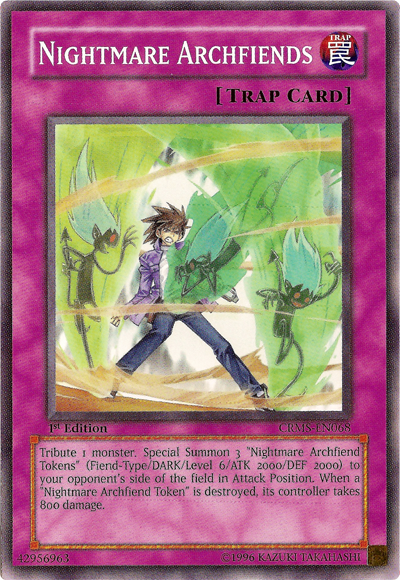 NIGHTMARE ARCHFIENDS
TRAP
罠
[TRAP CARD]
1st Edition
CRMS-EN068
Tribute 1 monster. Special Summon 3 "Nightmare Archfiend
Tokens" (Fiend-Type/DARK/Level 6/ATK 2000/DEF 2000) to
your opponent's side of the field in Attack Position. When a
"Nightmare Archfiend Token" is destroyed, its controller takes
800 damage.
42956963
©1996 KAZUKI TAKAHASHI